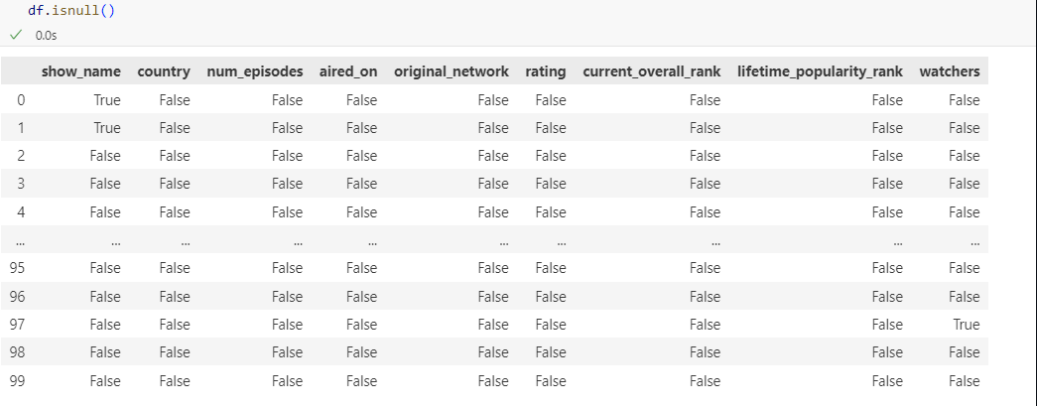 df.isnull()
✓ 0.0s
show_name country num_episodes aired_on original_network rating current_overall_rank lifetime_popularity_rank watchers
0 True False False False False False False False False
1 True False False False False False False False False
2 False False False False False False False False False
3 False False False False False False False False False
4 False False False False False False False False False
... ... ... ... ... ... ... ... ... ...
95 False False False False False False False False False
96 False False False False False False False False False
97 False False False False False False False False True
98 False False False False False False False False False
99 False False False False False False False False False